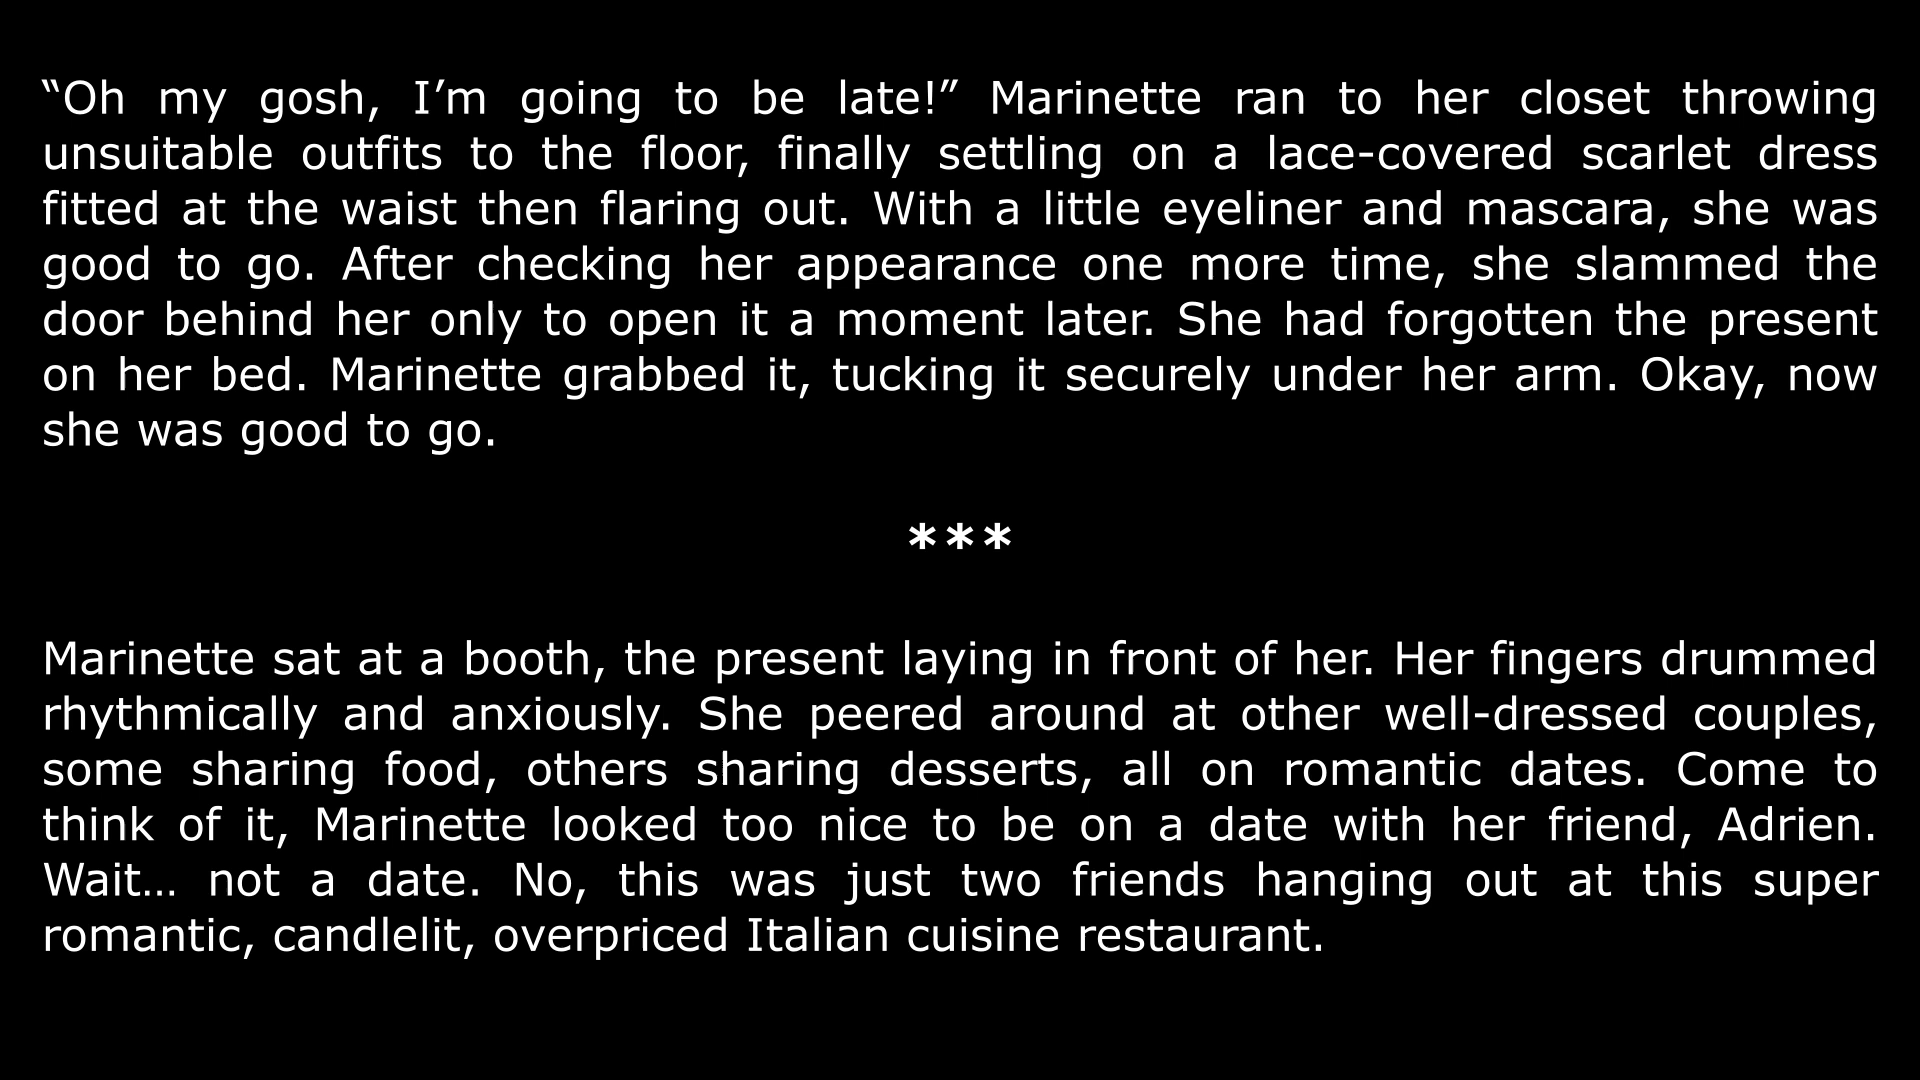 “Oh my gosh, I’m going to be late!” Marinette ran to her closet throwing
unsuitable outfits to the floor, finally settling on a lace-covered scarlet dress
fitted at the waist then flaring out. With a little eyeliner and mascara, she was
good to go. After checking her appearance one more time, she slammed the
door behind her only to open it a moment later. She had forgotten the present
on her bed. Marinette grabbed it, tucking it securely under her arm. Okay, now
she was good to go.
***
Marinette sat at a booth, the present laying in front of her. Her fingers drummed
rhythmically and anxiously. She peered around at other well-dressed couples,
some sharing food, others sharing desserts, all on romantic dates. Come to
think of it, Marinette looked too nice to be on a date with her friend, Adrien.
Wait… not a date. No, this was just two friends hanging out at this super
romantic, candlelit, overpriced Italian cuisine restaurant.